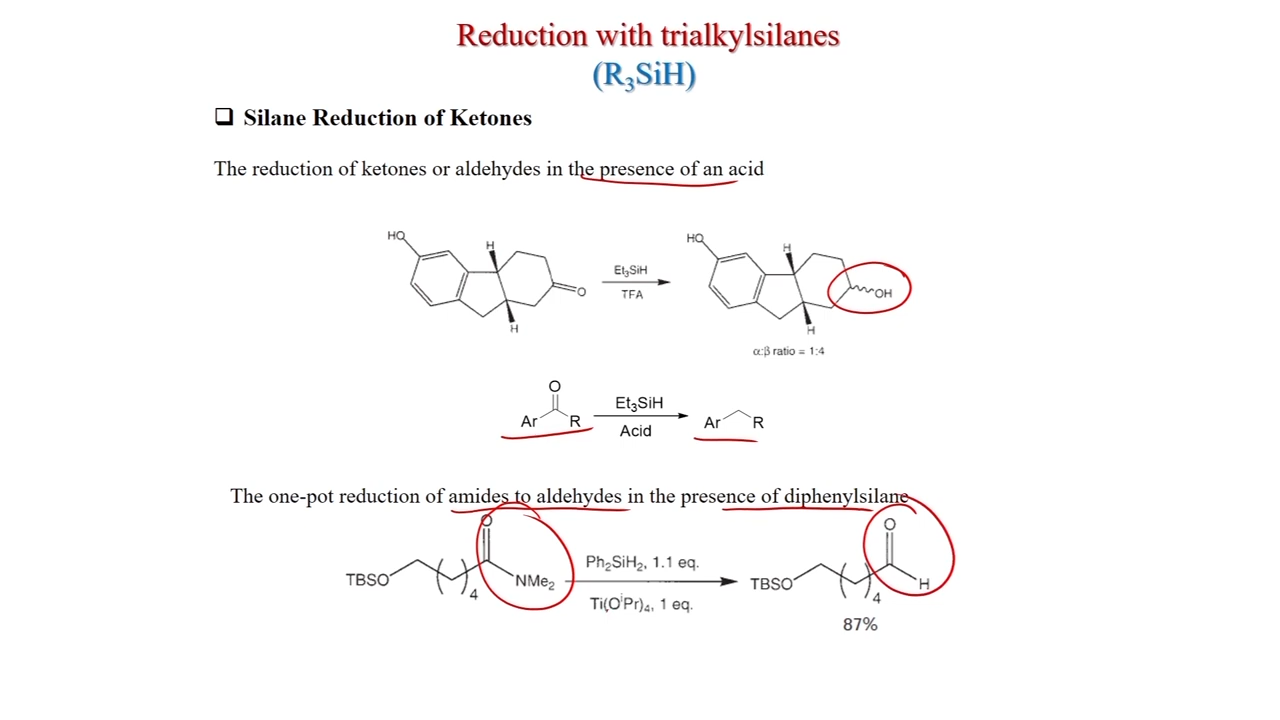 Reduction with trialkylsilanes
(R₃SiH)
❑ Silane Reduction of Ketones
The reduction of ketones or aldehydes in the presence of an acid
HO H O H
Et₃SiH
TFA
HO H OH H
α:β ratio = 1:4
O Ar R
Et₃SiH
Acid
Ar R
The one-pot reduction of amides to aldehydes in the presence of diphenylsilane
TBSO ( )₄ O NMe₂
Ph₂SiH₂, 1.1 eq.
Ti(OⁱPr)₄, 1 eq.
TBSO ( )₄ O H
87%